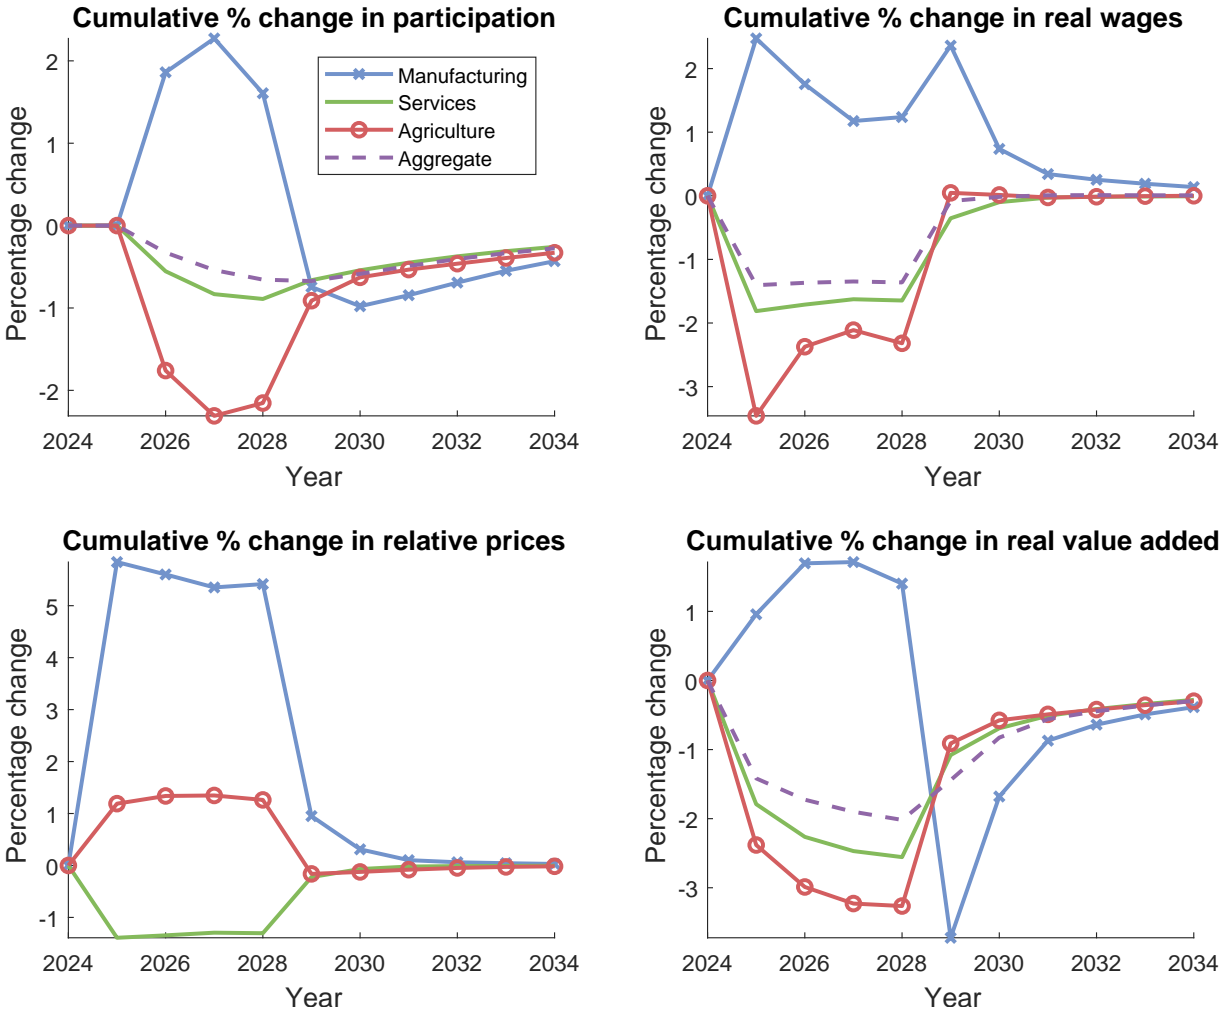 Cumulative % change in participation
Percentage change
2
1
0
-1
-2
2024 2026 2028 2030 2032 2034
Year
Manufacturing
Services
Agriculture
Aggregate
Cumulative % change in real wages
Percentage change
2
1
0
-1
-2
-3
2024 2026 2028 2030 2032 2034
Year
Cumulative % change in relative prices
Percentage change
5
4
3
2
1
0
-1
2024 2026 2028 2030 2032 2034
Year
Cumulative % change in real value added
Percentage change
1
0
-1
-2
-3
2024 2026 2028 2030 2032 2034
Year